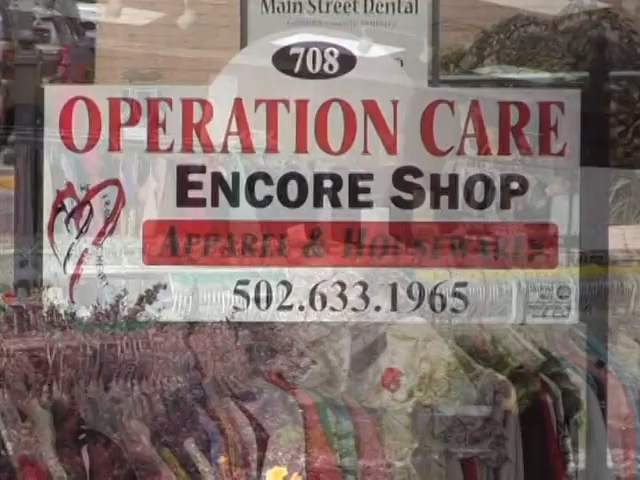 Main Street Dental
708
OPERATION CARE
ENCORE SHOP
APPAREL & HOUSEWARES
502.633.1965